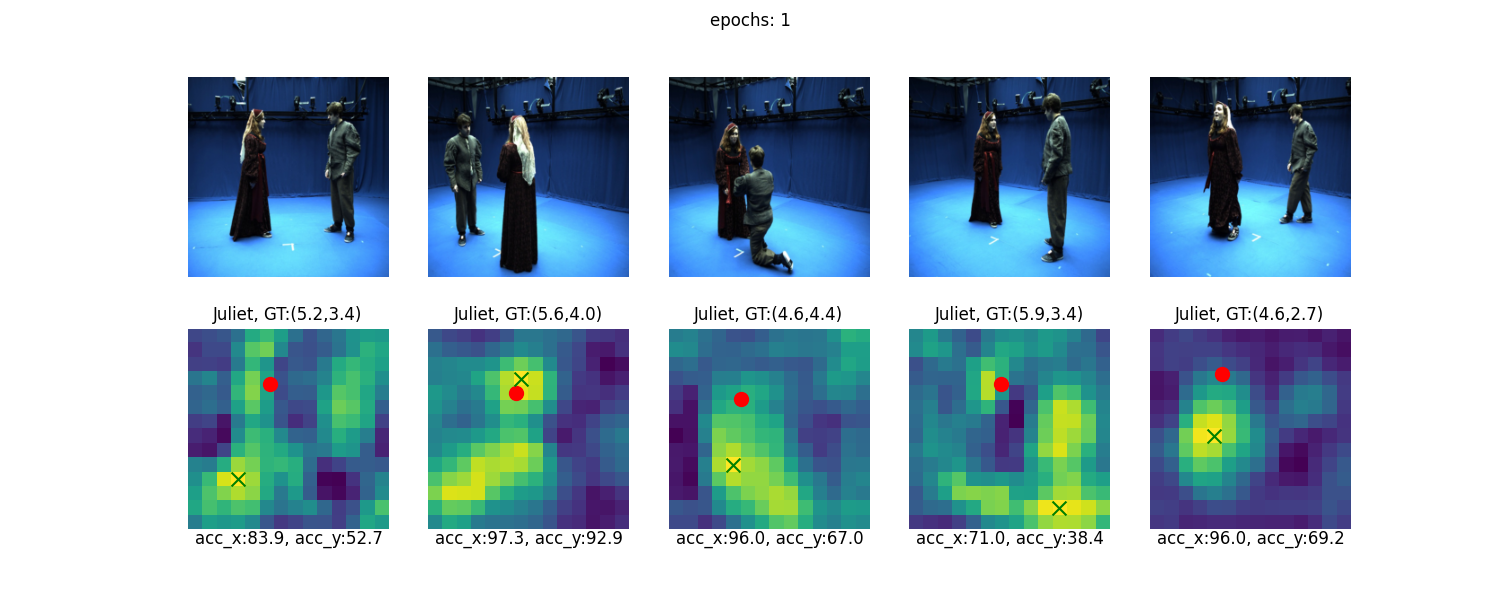 epochs: 1
Juliet, GT:(5.2,3.4)
Juliet, GT:(5.6,4.0)
Juliet, GT:(4.6,4.4)
Juliet, GT:(5.9,3.4)
Juliet, GT:(4.6,2.7)
acc_x:83.9, acc_y:52.7
acc_x:97.3, acc_y:92.9
acc_x:96.0, acc_y:67.0
acc_x:71.0, acc_y:38.4
acc_x:96.0, acc_y:69.2